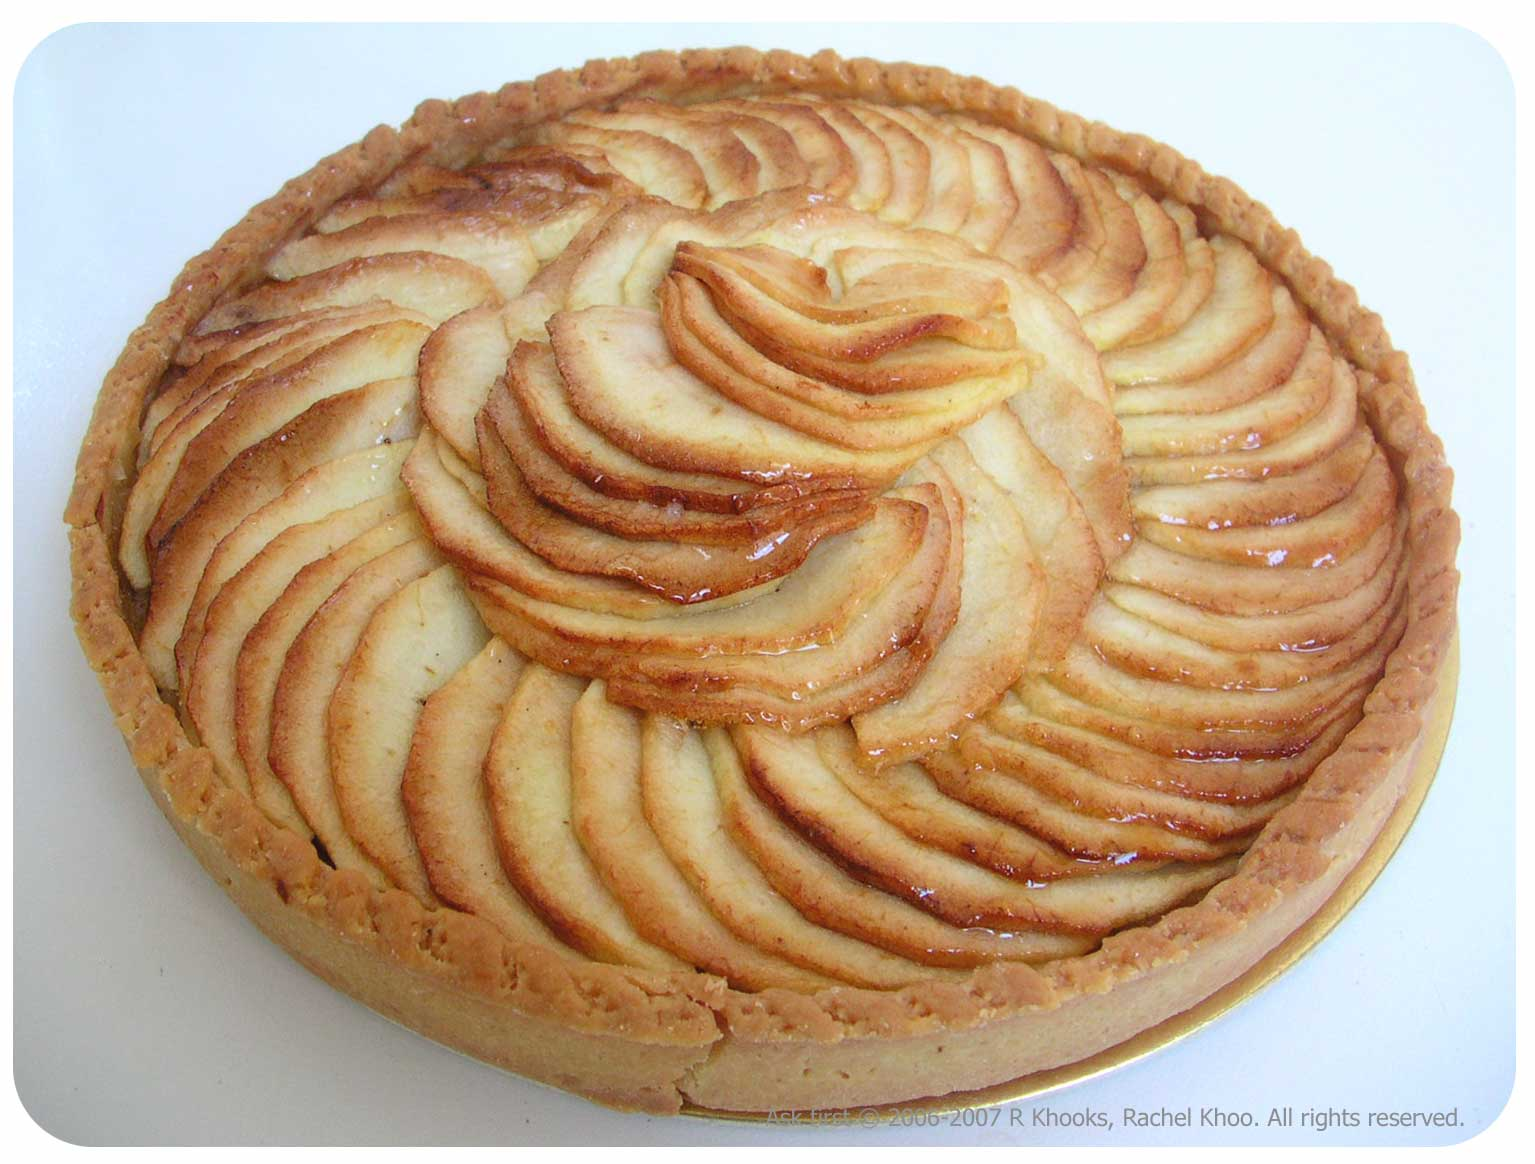 Ask first © 2006-2007 R Khooks, Rachel Khoo. All rights reserved.